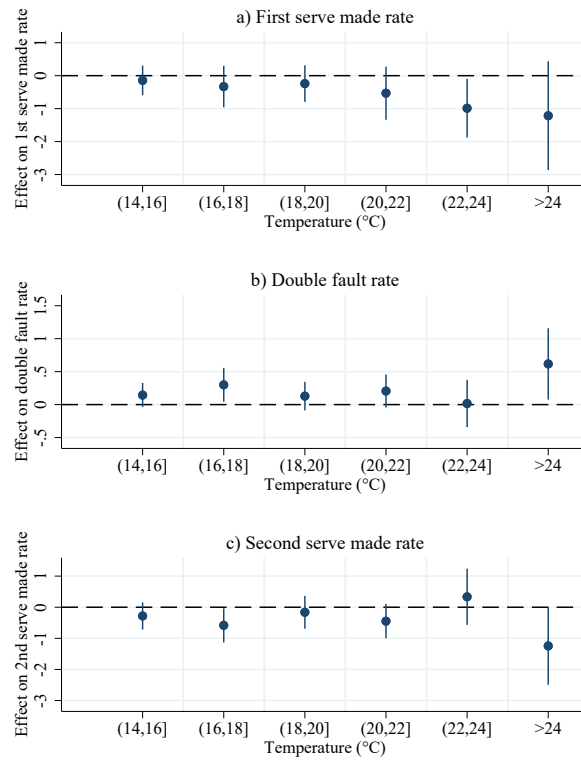 a) First serve made rate
Effect on 1st serve made rate
1
0
-1
-2
-3
(14,16] (16,18] (18,20] (20,22] (22,24] >24
Temperature (°C)
b) Double fault rate
Effect on double fault rate
1.5
1
.5
0
-.5
(14,16] (16,18] (18,20] (20,22] (22,24] >24
Temperature (°C)
c) Second serve made rate
Effect on 2nd serve made rate
1
0
-1
-2
-3
(14,16] (16,18] (18,20] (20,22] (22,24] >24
Temperature (°C)